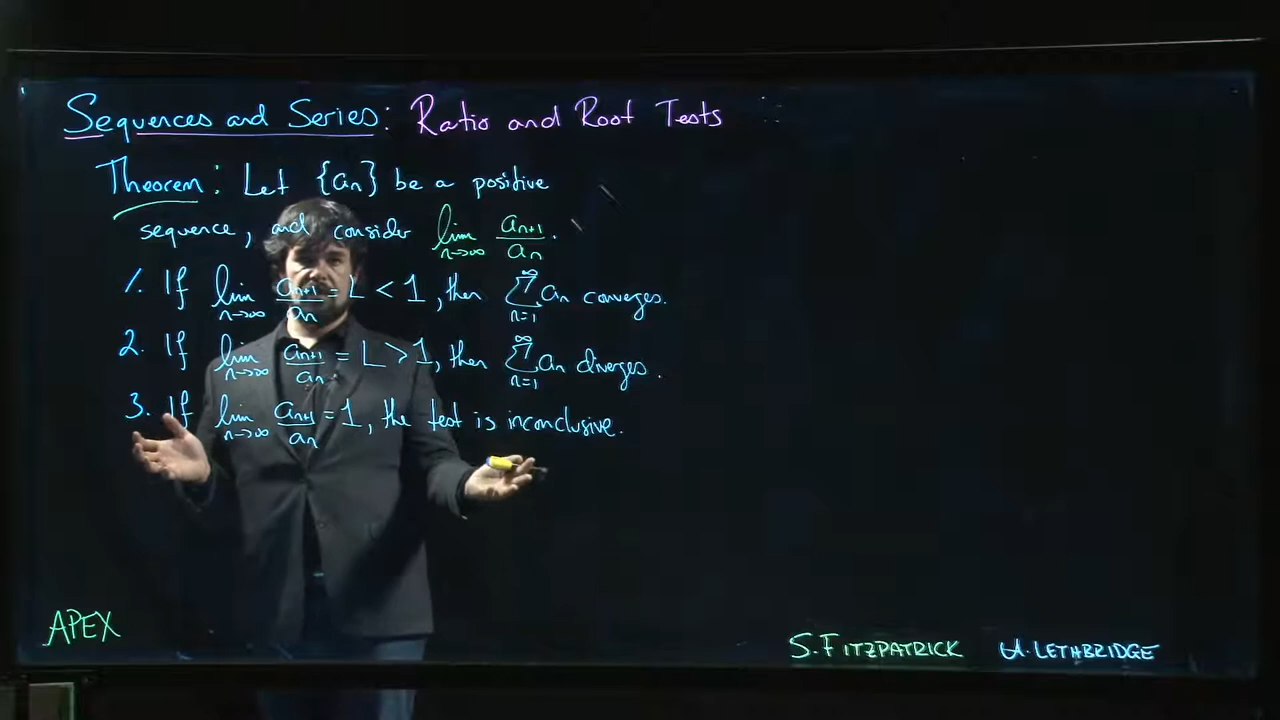 Sequences and Series: Ratio and Root Tests
Theorem: Let {aₙ} be a positive
sequence, and consider lim n→∞ aₙ₊₁/aₙ.
1. If lim n→∞ aₙ₊₁/aₙ = L < 1, then ∑ n=1 ∞ aₙ converges.
2. If lim n→∞ aₙ₊₁/aₙ = L > 1, then ∑ n=1 ∞ aₙ diverges.
3. If lim n→∞ aₙ₊₁/aₙ = 1, the test is inconclusive.
APEX
S. FITZPATRICK U. LETHBRIDGE